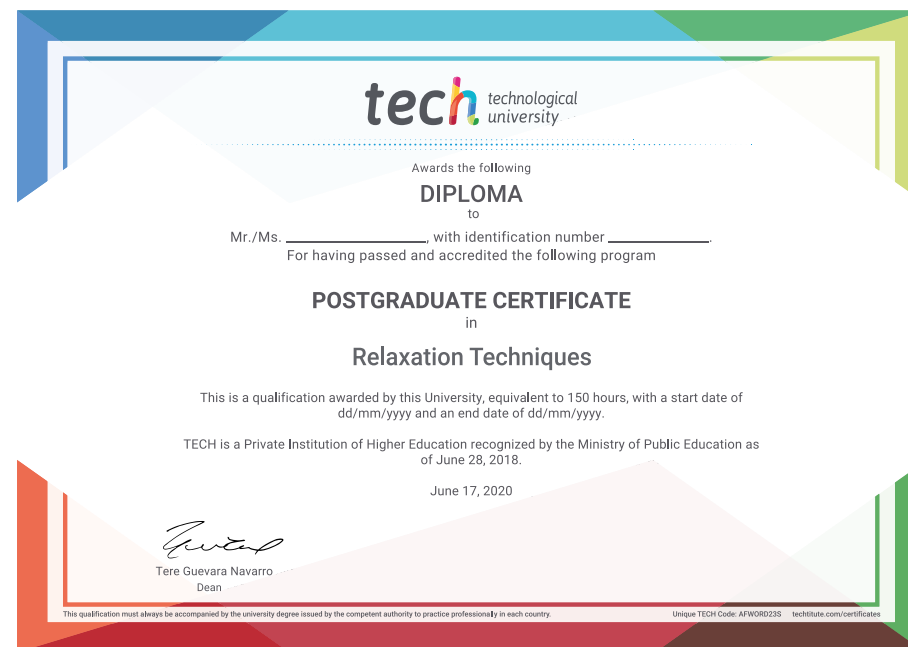 tech technological
university
Awards the following
DIPLOMA
to
Mr./Ms. ____________________, with identification number ______________.
For having passed and accredited the following program
POSTGRADUATE CERTIFICATE
in
Relaxation Techniques
This is a qualification awarded by this University, equivalent to 150 hours, with a start date of
dd/mm/yyyy and an end date of dd/mm/yyyy.
TECH is a Private Institution of Higher Education recognized by the Ministry of Public Education as
of June 28, 2018.
June 17, 2020
Tere Guevara Navarro
Dean
This qualification must always be accompanied by the university degree issued by the competent authority to practice professionally in each country. Unique TECH Code: AFWORD23S techtitute.com/certificates